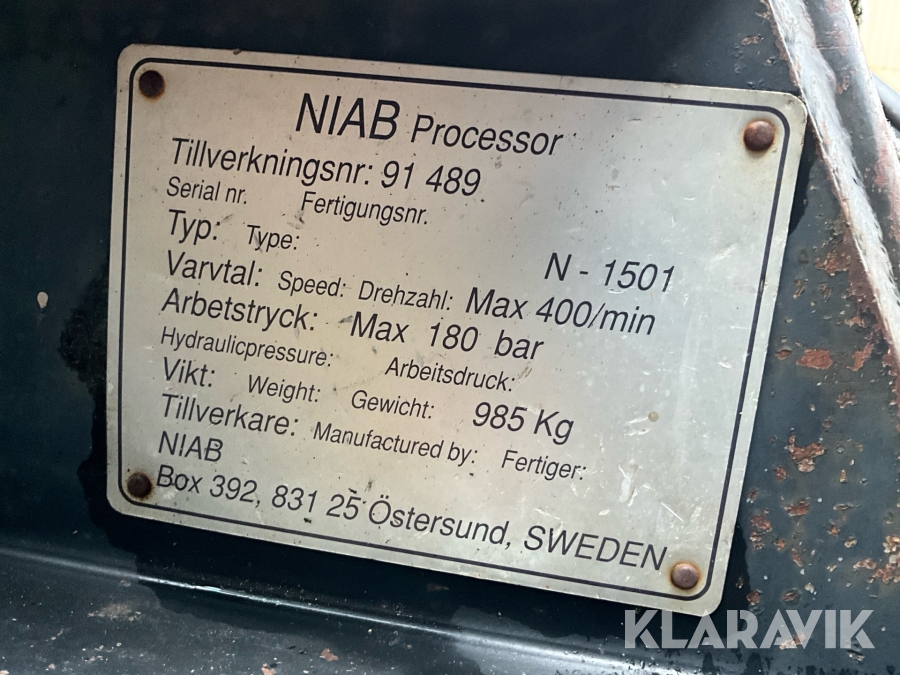 NIAB Processor
Tillverkningsnr: 91 489
Serial nr. Fertigungsnr.
Typ: Type: N - 1501
Varvtal: Speed: Drehzahl: Max 400/min
Arbetstryck: Max 180 bar
Hydraulicpressure: Arbeitsdruck:
Vikt: Weight: Gewicht: 985 Kg
Tillverkare: Manufactured by: Fertiger:
NIAB
Box 392, 831 25 Östersund, SWEDEN
KLARAVIK